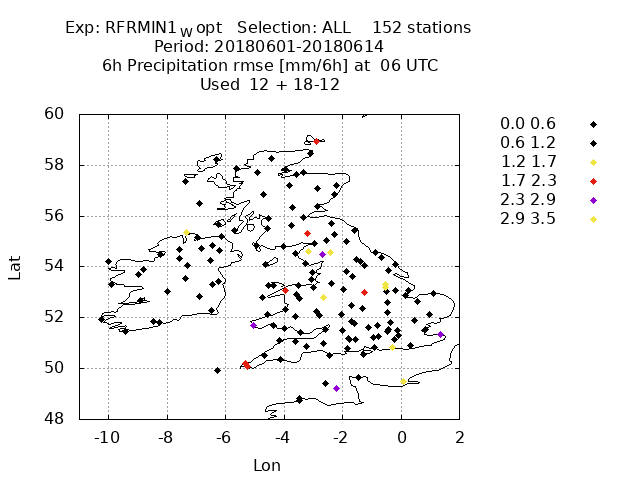 Exp: RFRMIN1wopt Selection: ALL 152 stations
Period: 20180601-20180614
6h Precipitation rmse [mm/6h] at 06 UTC
Used 12 + 18-12
60
58
56
54
52
50
48
Lat
-10 -8 -6 -4 -2 0 2
Lon
0.0 0.6
0.6 1.2
1.2 1.7
1.7 2.3
2.3 2.9
2.9 3.5